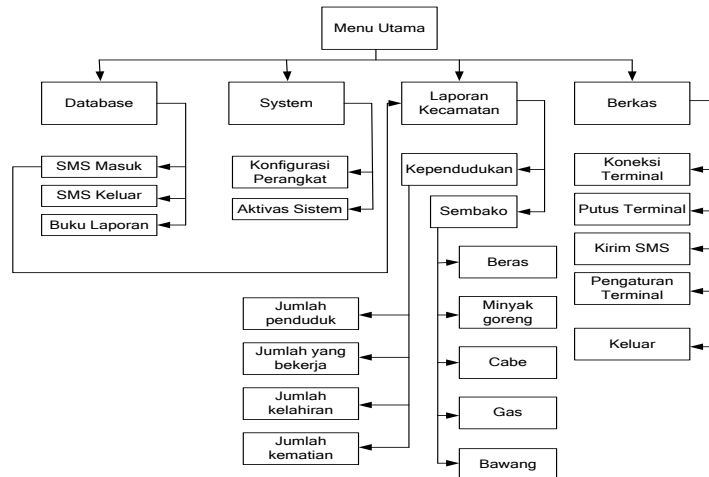 Menu Utama
Database
System
Laporan
Kecamatan
Berkas
SMS Masuk
SMS Keluar
Buku Laporan
Konfigurasi
Perangkat
Aktivas Sistem
Kependudukan
Sembako
Koneksi
Terminal
Putus Terminal
Kirim SMS
Pengaturan
Terminal
Keluar
Beras
Minyak
goreng
Cabe
Gas
Bawang
Jumlah
penduduk
Jumlah yang
bekerja
Jumlah
kelahiran
Jumlah
kematian